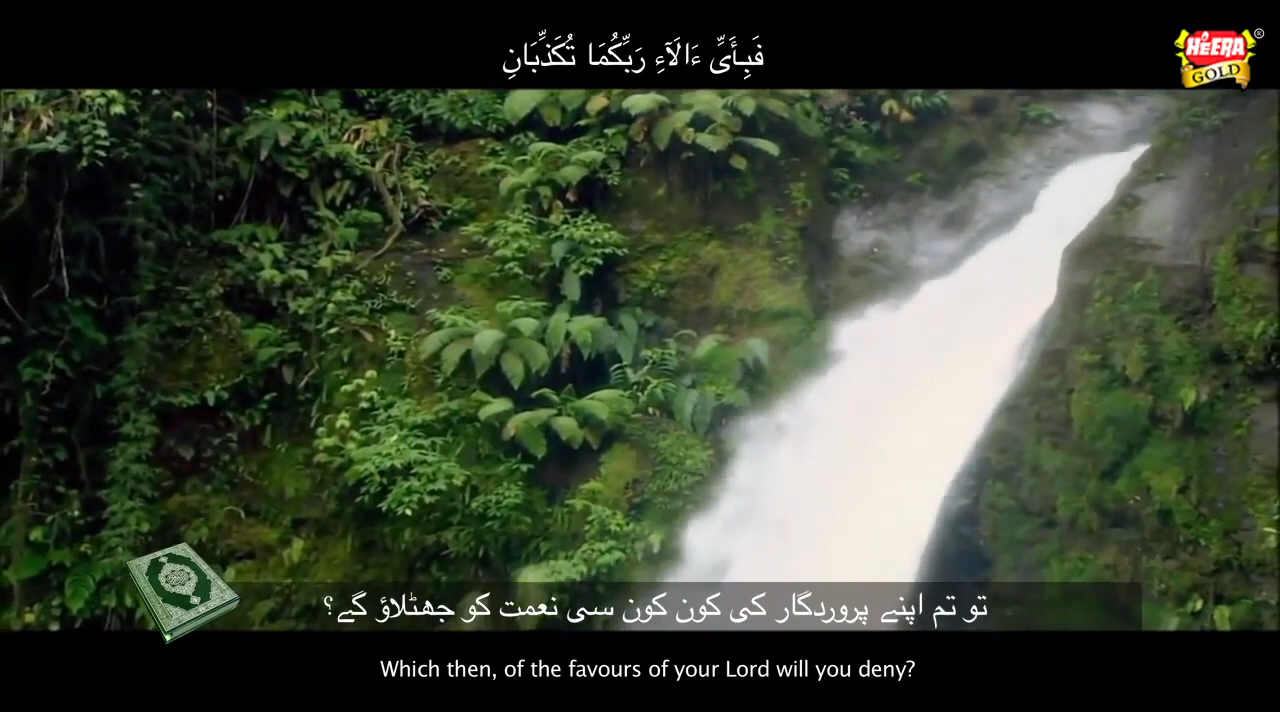 فَبِأَىِّ ءَالَآءِ رَبِّكُمَا تُكَذِّبَانِ
HEERA
GOLD
®
تو تم اپنے پروردگار کی کون کون سی نعمت کو جھٹلاؤ گے؟
Which then, of the favours of your Lord will you deny?